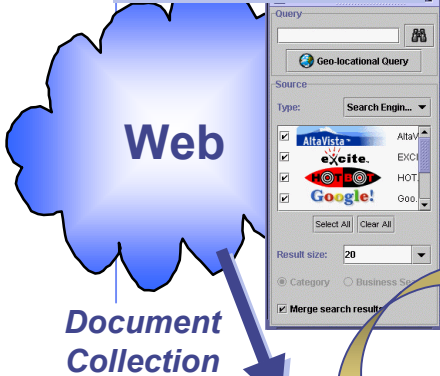 Query
Geo-locational Query
Source
Type: Search Engin...
AltaVista AltaV
excite. EXCI
HOTBOT HOT.
Google! Goo.
Select All Clear All
Result size: 20
Category Business Se
Merge search results
Web
Document
Collection